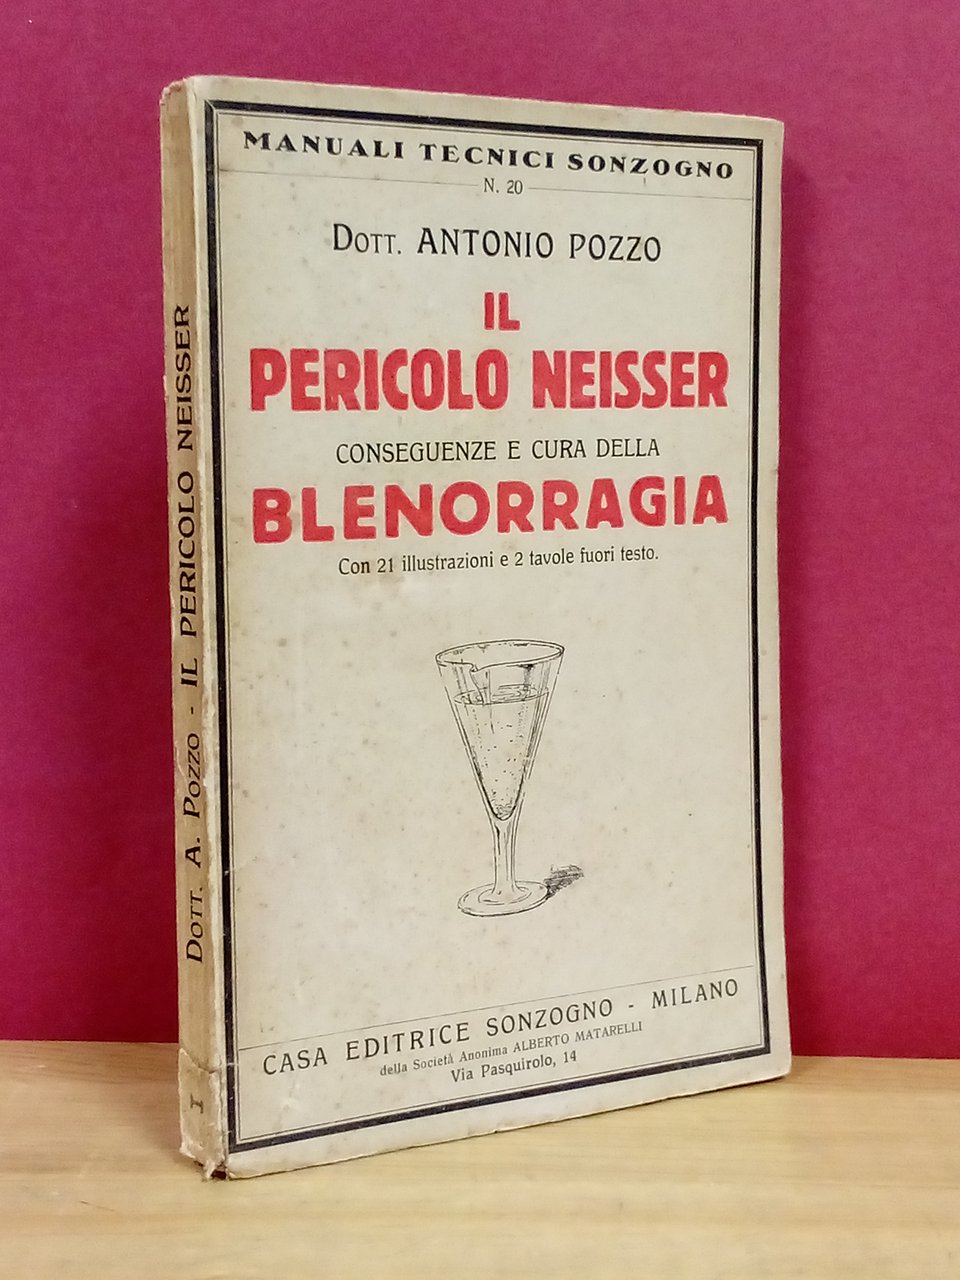 MANUALI TECNICI SONZOGNO
N. 20
DOTT. ANTONIO POZZO
IL
PERICOLO NEISSER
CONSEGUENZE E CURA DELLA
BLENORRAGIA
Con 21 illustrazioni e 2 tavole fuori testo.
CASA EDITRICE SONZOGNO - MILANO
della Società Anonima ALBERTO MATARELLI
Via Pasquirolo, 14
DOTT. A. POZZO - IL PERICOLO NEISSER
I